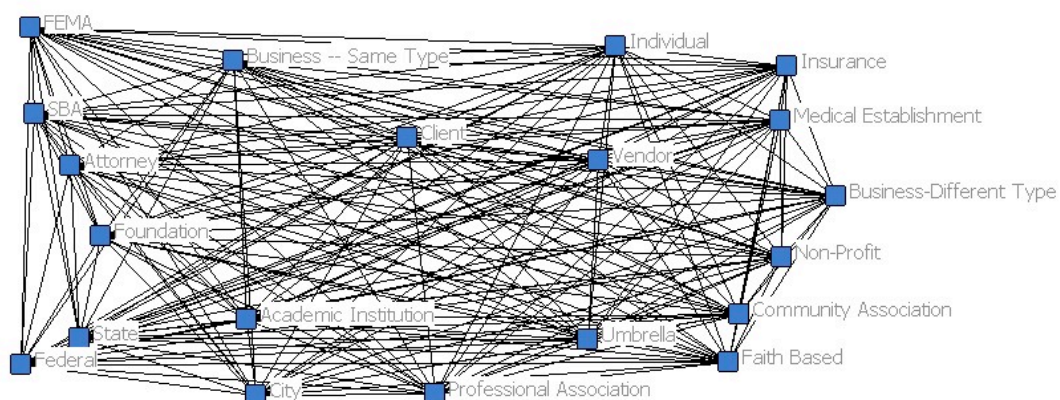 FEMA
Individual
Business -- Same Type
Insurance
SBA
Medical Establishment
Client
Attorney
Vendor
Business-Different Type
Foundation
Non-Profit
Community Association
Academic Institution
State
Umbrella
Federal
Faith Based
City
Professional Association